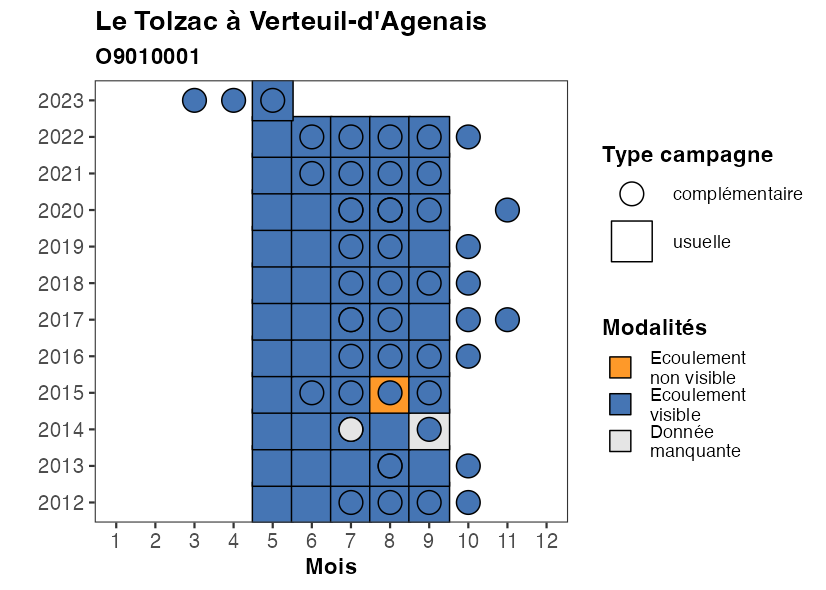 Le Tolzac à Verteuil-d'Agenais
O9010001
2023
2022
2021
2020
2019
2018
2017
2016
2015
2014
2013
2012
1 2 3 4 5 6 7 8 9 10 11 12
Mois
Type campagne
complémentaire
usuelle
Modalités
Ecoulement
non visible
Ecoulement
visible
Donnée
manquante